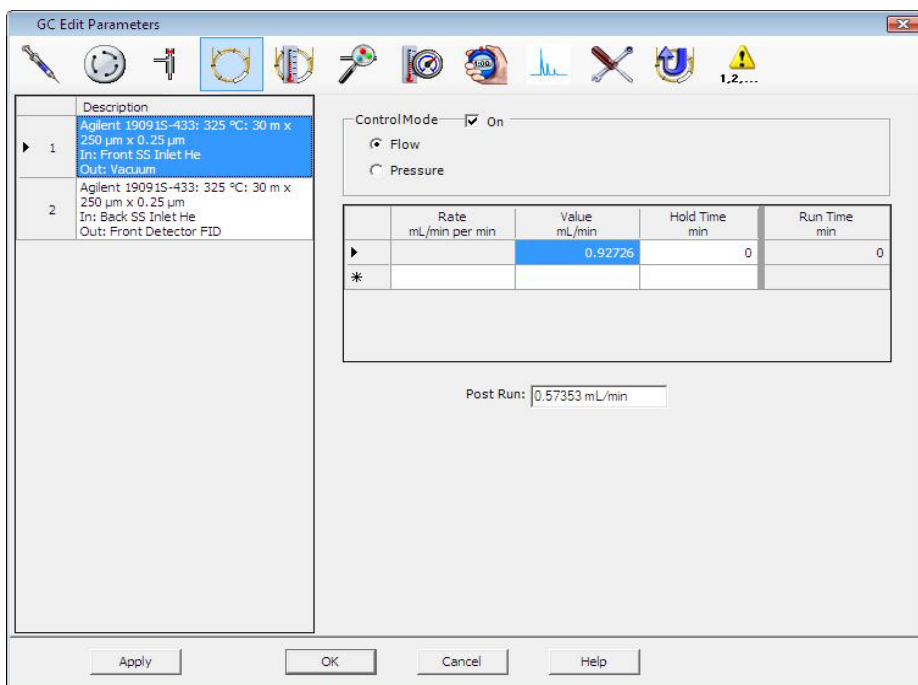 GC Edit Parameters
1:00
1,2,...
Description
1
Agilent 19091S-433: 325 °C: 30 m x
250 µm x 0.25 µm
In: Front SS Inlet He
Out: Vacuum
2
Agilent 19091S-433: 325 °C: 30 m x
250 µm x 0.25 µm
In: Back SS Inlet He
Out: Front Detector FID
ControlMode On
Flow
Pressure
Rate Value Hold Time Run Time
mL/min per min mL/min min min
0.92726 0 0
Post Run: 0.57353 mL/min
Apply OK Cancel Help